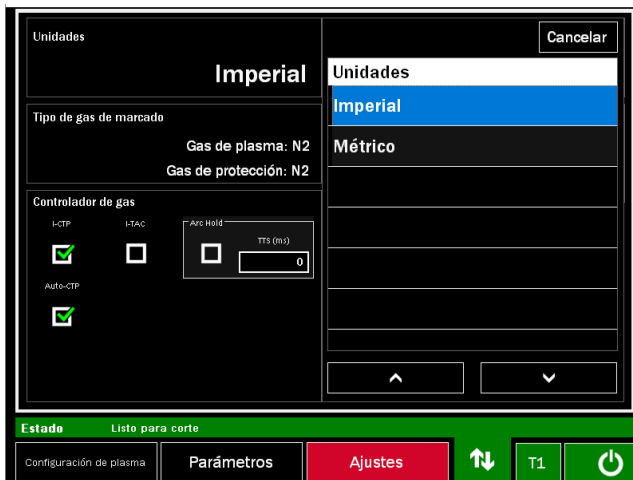 Unidades
Imperial
Tipo de gas de marcado
Gas de plasma: N2
Gas de protección: N2
Controlador de gas
I-CTP
I-TAC
Arc Hold
TTS (ms)
0
Auto-CTP
Cancelar
Unidades
Imperial
Métrico
Estado Listo para corte
Configuración de plasma Parámetros Ajustes T1